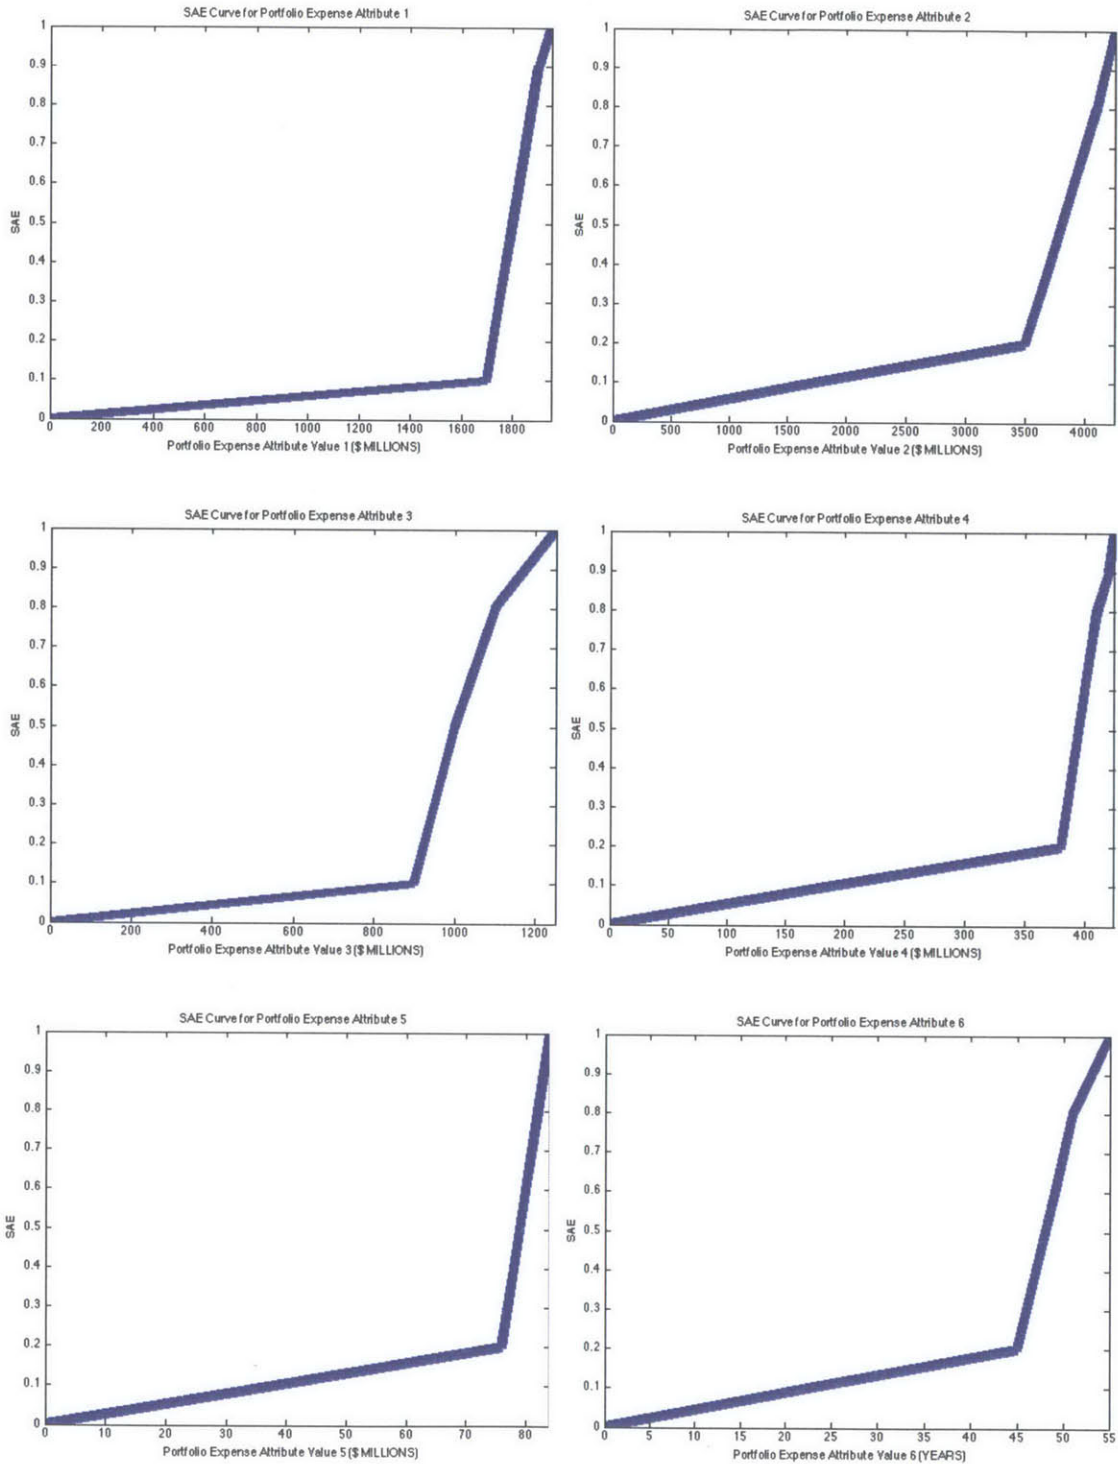 SAE Curve for Portfolio Expense Attribute 1
1
0.9
0.8
0.7
0.6
0.5
0.4
0.3
0.2
0.1
0
SAE
0 200 400 600 800 1000 1200 1400 1600 1800
Portfolio Expense Attribute Value 1 ($ MILLIONS)
SAE Curve for Portfolio Expense Attribute 2
1
0.9
0.8
0.7
0.6
0.5
0.4
0.3
0.2
0.1
0
SAE
0 500 1000 1500 2000 2500 3000 3500 4000
Portfolio Expense Attribute Value 2 ($ MILLIONS)
SAE Curve for Portfolio Expense Attribute 3
1
0.9
0.8
0.7
0.6
0.5
0.4
0.3
0.2
0.1
0
SAE
0 200 400 600 800 1000 1200
Portfolio Expense Attribute Value 3 ($ MILLIONS)
SAE Curve for Portfolio Expense Attribute 4
1
0.9
0.8
0.7
0.6
0.5
0.4
0.3
0.2
0.1
0
SAE
0 50 100 150 200 250 300 350 400
Portfolio Expense Attribute Value 4 ($ MILLIONS)
SAE Curve for Portfolio Expense Attribute 5
1
0.9
0.8
0.7
0.6
0.5
0.4
0.3
0.2
0.1
0
SAE
0 10 20 30 40 50 60 70 80
Portfolio Expense Attribute Value 5 ($ MILLIONS)
SAE Curve for Portfolio Expense Attribute 6
1
0.9
0.8
0.7
0.6
0.5
0.4
0.3
0.2
0.1
0
SAE
0 5 10 15 20 25 30 35 40 45 50 55
Portfolio Expense Attribute Value 6 (YEARS)